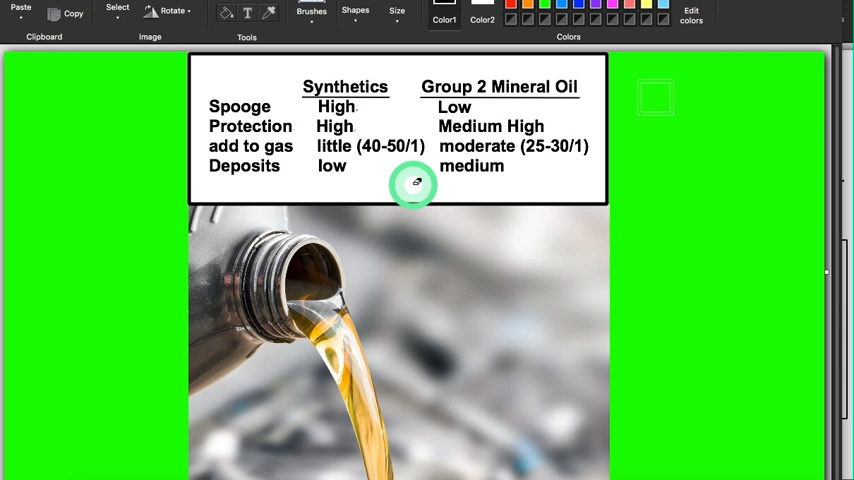 Paste
Copy
Select
Rotate
Brushes
Shapes
Size
Color1
Color2
Edit
colors
Clipboard
Image
Tools
Colors
Synthetics Group 2 Mineral Oil
Spooge High Low
Protection High Medium High
add to gas little (40-50/1) moderate (25-30/1)
Deposits low medium